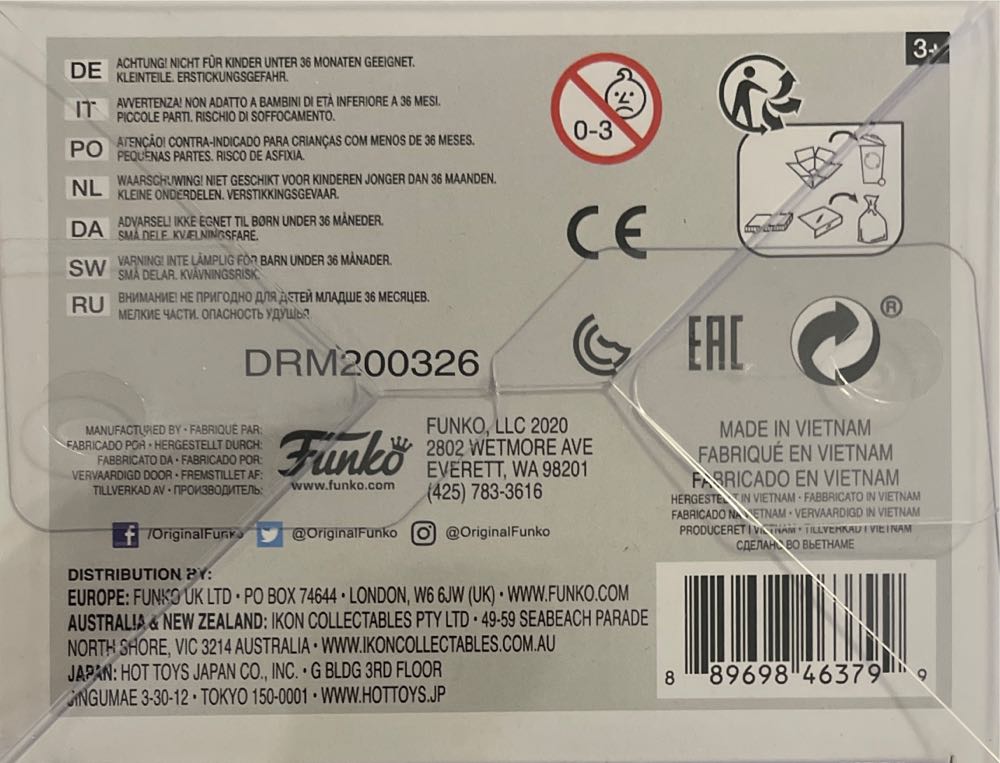 3+
DE ACHTUNG! NICHT FÜR KINDER UNTER 36 MONATEN GEEIGNET.
KLEINTEILE. ERSTICKUNGSGEFAHR.
IT AVVERTENZA! NON ADATTO A BAMBINI DI ETÀ INFERIORE A 36 MESI.
PICCOLE PARTI. RISCHIO DI SOFFOCAMENTO.
PO ATENÇÃO! CONTRA-INDICADO PARA CRIANÇAS COM MENOS DE 36 MESES.
PEQUENAS PARTES. RISCO DE ASFIXIA.
NL WAARSCHUWING! NIET GESCHIKT VOOR KINDEREN JONGER DAN 36 MAANDEN.
KLEINE ONDERDELEN. VERSTIKKINGSGEVAAR.
DA ADVARSEL! IKKE EGNET TIL BØRN UNDER 36 MÅNEDER.
SMÅ DELE. KVÆLNINGSFARE.
SW VARNING! INTE LÄMPLIG FÖR BARN UNDER 36 MÅNADER.
SMÅ DELAR. KVÄVNINGSRISK.
RU ВНИМАНИЕ! НЕ ПРИГОДНО ДЛЯ ДЕТЕЙ МЛАДШЕ 36 МЕСЯЦЕВ.
МЕЛКИЕ ЧАСТИ. ОПАСНОСТЬ УДУШЬЯ
0-3
CE
EAC
®
DRM200326
MANUFACTURED BY • FABRIQUÉ PAR:
FABRICADO POR • HERGESTELLT DURCH:
FABBRICATO DA • FABRICADO POR:
VERVAARDIGD DOOR • FREMSTILLET AF:
TILLVERKAD AV • ПРОИЗВОДИТЕЛЬ:
Funko
www.funko.com
FUNKO, LLC 2020
2802 WETMORE AVE
EVERETT, WA 98201
(425) 783-3616
MADE IN VIETNAM
FABRIQUÉ EN VIETNAM
FABRICADO EN VIETNAM
HERGESTELLT IN VIETNAM • FABBRICATO IN VIETNAM
FABRICADO NA VIETNAM • VERVAARDIGD IN VIETNAM
PRODUCERET I VIETNAM • TILLVERKAD I VIETNAM
СДЕЛАНО ВО ВЬЕТНАМЕ
/OriginalFunko @OriginalFunko @OriginalFunko
DISTRIBUTION BY:
EUROPE: FUNKO UK LTD • PO BOX 74644 • LONDON, W6 6JW (UK) • WWW.FUNKO.COM
AUSTRALIA & NEW ZEALAND: IKON COLLECTABLES PTY LTD • 49-59 SEABEACH PARADE
NORTH SHORE, VIC 3214 AUSTRALIA • WWW.IKONCOLLECTABLES.COM.AU
JAPAN: HOT TOYS JAPAN CO., INC. • G BLDG 3RD FLOOR
JINGUMAE 3-30-12 • TOKYO 150-0001 • WWW.HOTTOYS.JP
8 89698 46379 9